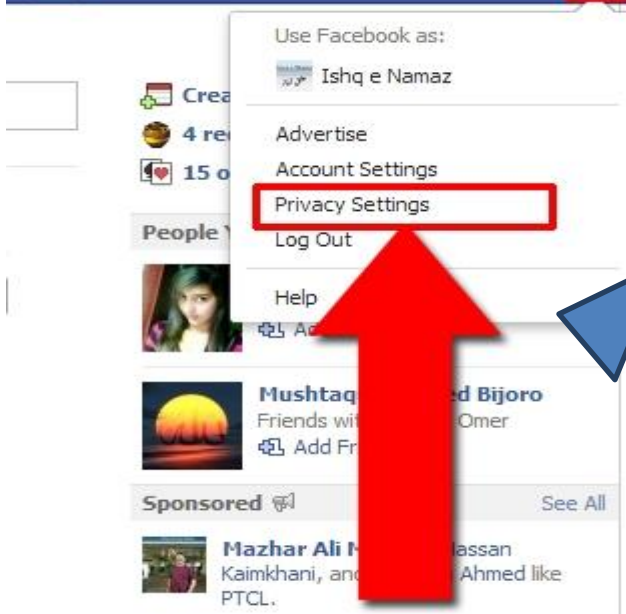 Use Facebook as:
Ishq e Namaz
Crea
4 re
Advertise
15 o
Account Settings
Privacy Settings
People
Log Out
Help
Mushtaq ed Bijoro
Friends wit Omer
Add Fr
Sponsored See All
Mazhar Ali M assan
Kaimkhani, and Ahmed like
PTCL.